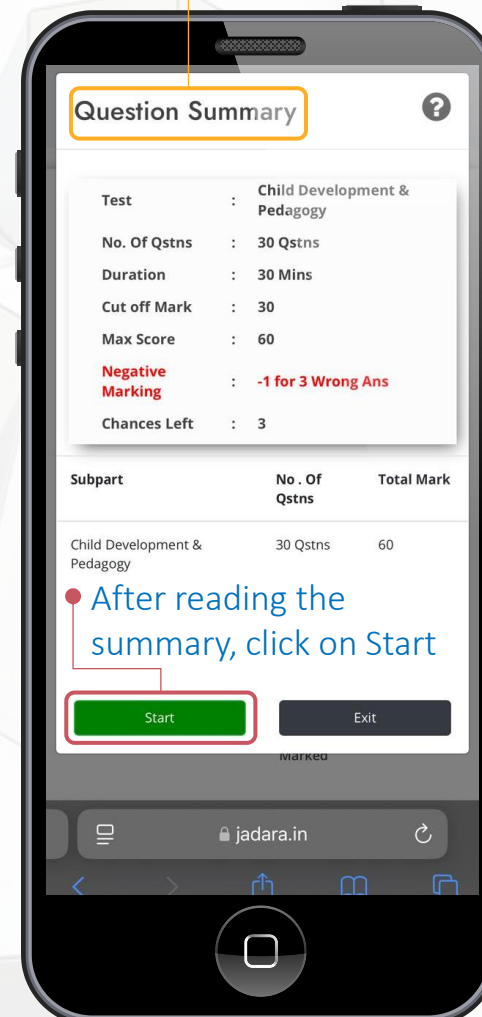 Question Summary
Test : Child Development &
Pedagogy
No. Of Qstns : 30 Qstns
Duration : 30 Mins
Cut off Mark : 30
Max Score : 60
Negative
Marking : -1 for 3 Wrong Ans
Chances Left : 3
Subpart No . Of Total Mark
Qstns
Child Development & 30 Qstns 60
Pedagogy
After reading the
summary, click on Start
Start Exit
Marked
jadara.in